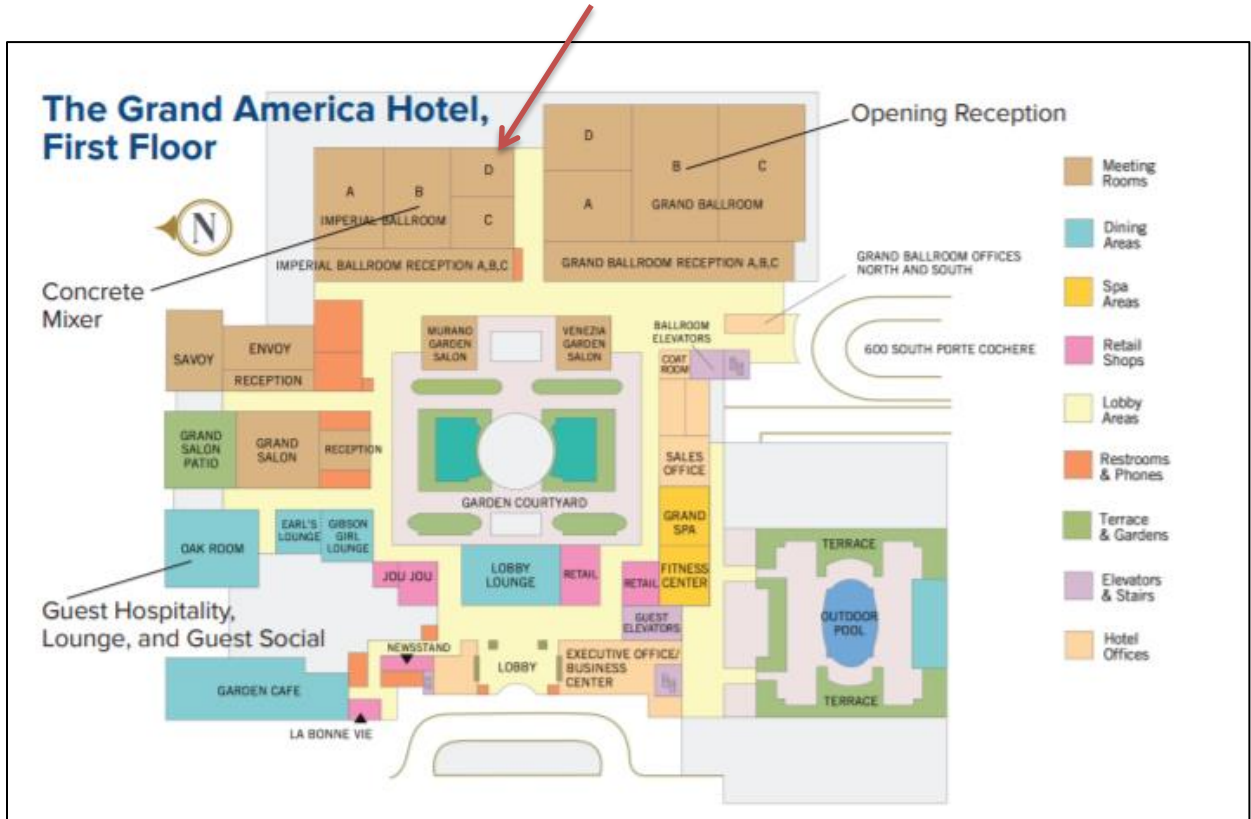 The Grand America Hotel,
First Floor
Opening Reception
D
A
B
D
C
IMPERIAL BALLROOM
IMPERIAL BALLROOM RECEPTION A,B,C
D
B
C
A
GRAND BALLROOM
GRAND BALLROOM RECEPTION A,B,C
N
Concrete
Mixer
GRAND BALLROOM OFFICES
NORTH AND SOUTH
BALLROOM
ELEVATORS
600 SOUTH PORTE COCHERE
SAVOY
ENVOY
RECEPTION
MURANO
GARDEN
SALON
VENEZIA
GARDEN
SALON
COAT
ROOM
GRAND
SALON
PATIO
GRAND
SALON
RECEPTION
SALES
OFFICE
GARDEN COURTYARD
GRAND
SPA
OAK ROOM
EARL'S
LOUNGE
GIBSON
GIRL
LOUNGE
JOU JOU
LOBBY
LOUNGE
RETAIL
RETAIL
FITNESS
CENTER
TERRACE
OUTDOOR
POOL
TERRACE
Guest Hospitality,
Lounge, and Guest Social
GUEST
ELEVATORS
NEWSSTAND
LOBBY
EXECUTIVE OFFICE/
BUSINESS
CENTER
GARDEN CAFE
LA BONNE VIE
Meeting
Rooms
Dining
Areas
Spa
Areas
Retail
Shops
Lobby
Areas
Restrooms
& Phones
Terrace
& Gardens
Elevators
& Stairs
Hotel
Offices